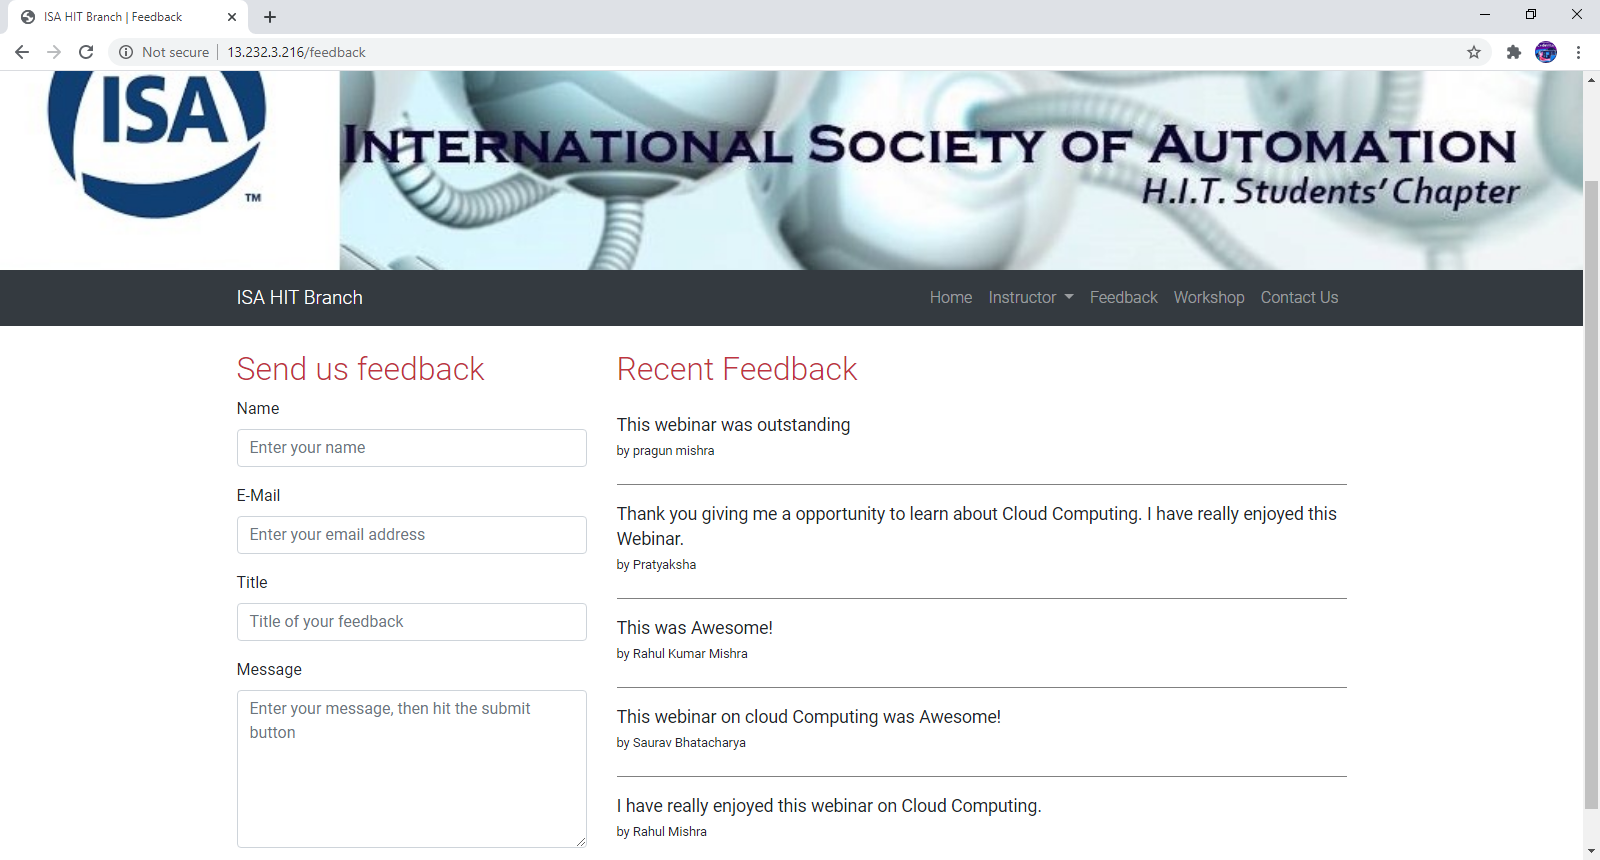 ISA HIT Branch | Feedback
Not secure
13.232.3.216/feedback
ISA
TM
INTERNATIONAL SOCIETY OF AUTOMATION
H.I.T. Students' Chapter
ISA HIT Branch
Home Instructor Feedback Workshop Contact Us
Send us feedback
Name
Enter your name
E-Mail
Enter your email address
Title
Title of your feedback
Message
Enter your message, then hit the submit
button
Recent Feedback
This webinar was outstanding
by pragun mishra
Thank you giving me a opportunity to learn about Cloud Computing. I have really enjoyed this
Webinar.
by Pratyaksha
This was Awesome!
by Rahul Kumar Mishra
This webinar on cloud Computing was Awesome!
by Saurav Bhatacharya
I have really enjoyed this webinar on Cloud Computing.
by Rahul Mishra